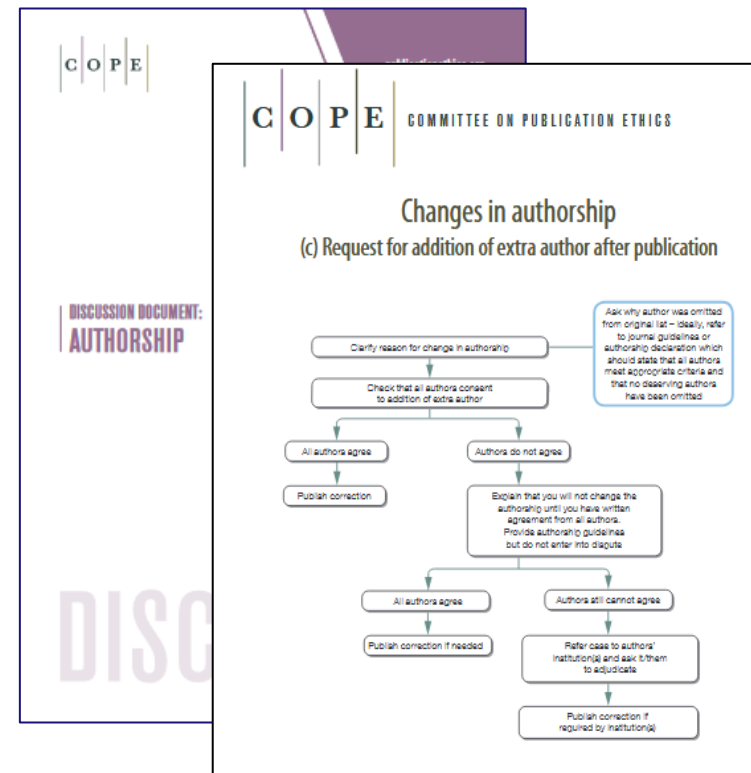 COPE
DISCUSSION DOCUMENT:
AUTHORSHIP
DISC
COPE COMMITTEE ON PUBLICATION ETHICS
Changes in authorship
(c) Request for addition of extra author after publication
Clarify reason for change in authorship
Ask why author was omitted
from original list – ideally, refer
to journal guidelines or
authorship declaration which
should state that all authors
meet appropriate criteria and
that no deserving authors
have been omitted
Check that all authors consent
to addition of extra author
All authors agree
Authors do not agree
Publish correction
Explain that you will not change the
authorship until you have written
agreement from all authors.
Provide authorship guidelines
but do not enter into dispute
All authors agree
Authors still cannot agree
Publish correction if needed
Refer case to authors'
institution(s) and ask it/them
to adjudicate
Publish correction if
required by institution(s)